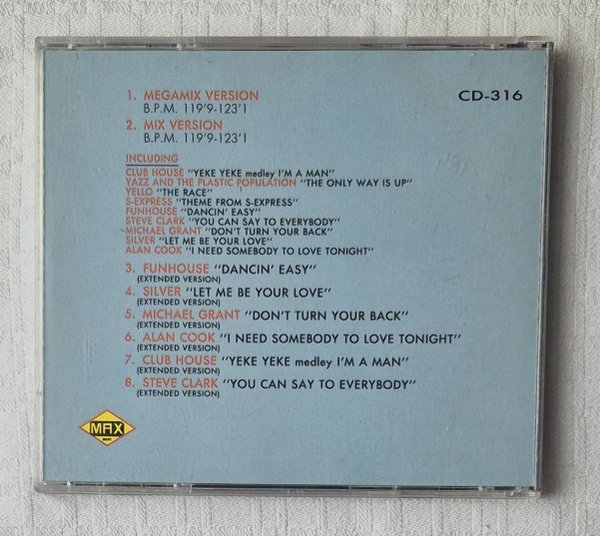 1. MEGAMIX VERSION
B.P.M. 119'9-123'1
CD-316
2. MIX VERSION
B.P.M. 119'9-123'1
INCLUDING
CLUB HOUSE "YEKE YEKE medley I'M A MAN"
YAZZ AND THE PLASTIC POPULATION "THE ONLY WAY IS UP"
YELLO "THE RACE"
S-EXPRESS "THEME FROM S-EXPRESS"
FUNHOUSE "DANCIN' EASY"
STEVE CLARK "YOU CAN SAY TO EVERYBODY"
MICHAEL GRANT "DON'T TURN YOUR BACK"
SILVER "LET ME BE YOUR LOVE"
ALAN COOK "I NEED SOMEBODY TO LOVE TONIGHT"
3. FUNHOUSE "DANCIN' EASY"
(EXTENDED VERSION)
4. SILVER "LET ME BE YOUR LOVE"
(EXTENDED VERSION)
5. MICHAEL GRANT "DON'T TURN YOUR BACK"
(EXTENDED VERSION)
6. ALAN COOK "I NEED SOMEBODY TO LOVE TONIGHT"
(EXTENDED VERSION)
7. CLUB HOUSE "YEKE YEKE medley I'M A MAN"
(EXTENDED VERSION)
8. STEVE CLARK "YOU CAN SAY TO EVERYBODY"
(EXTENDED VERSION)
MAX